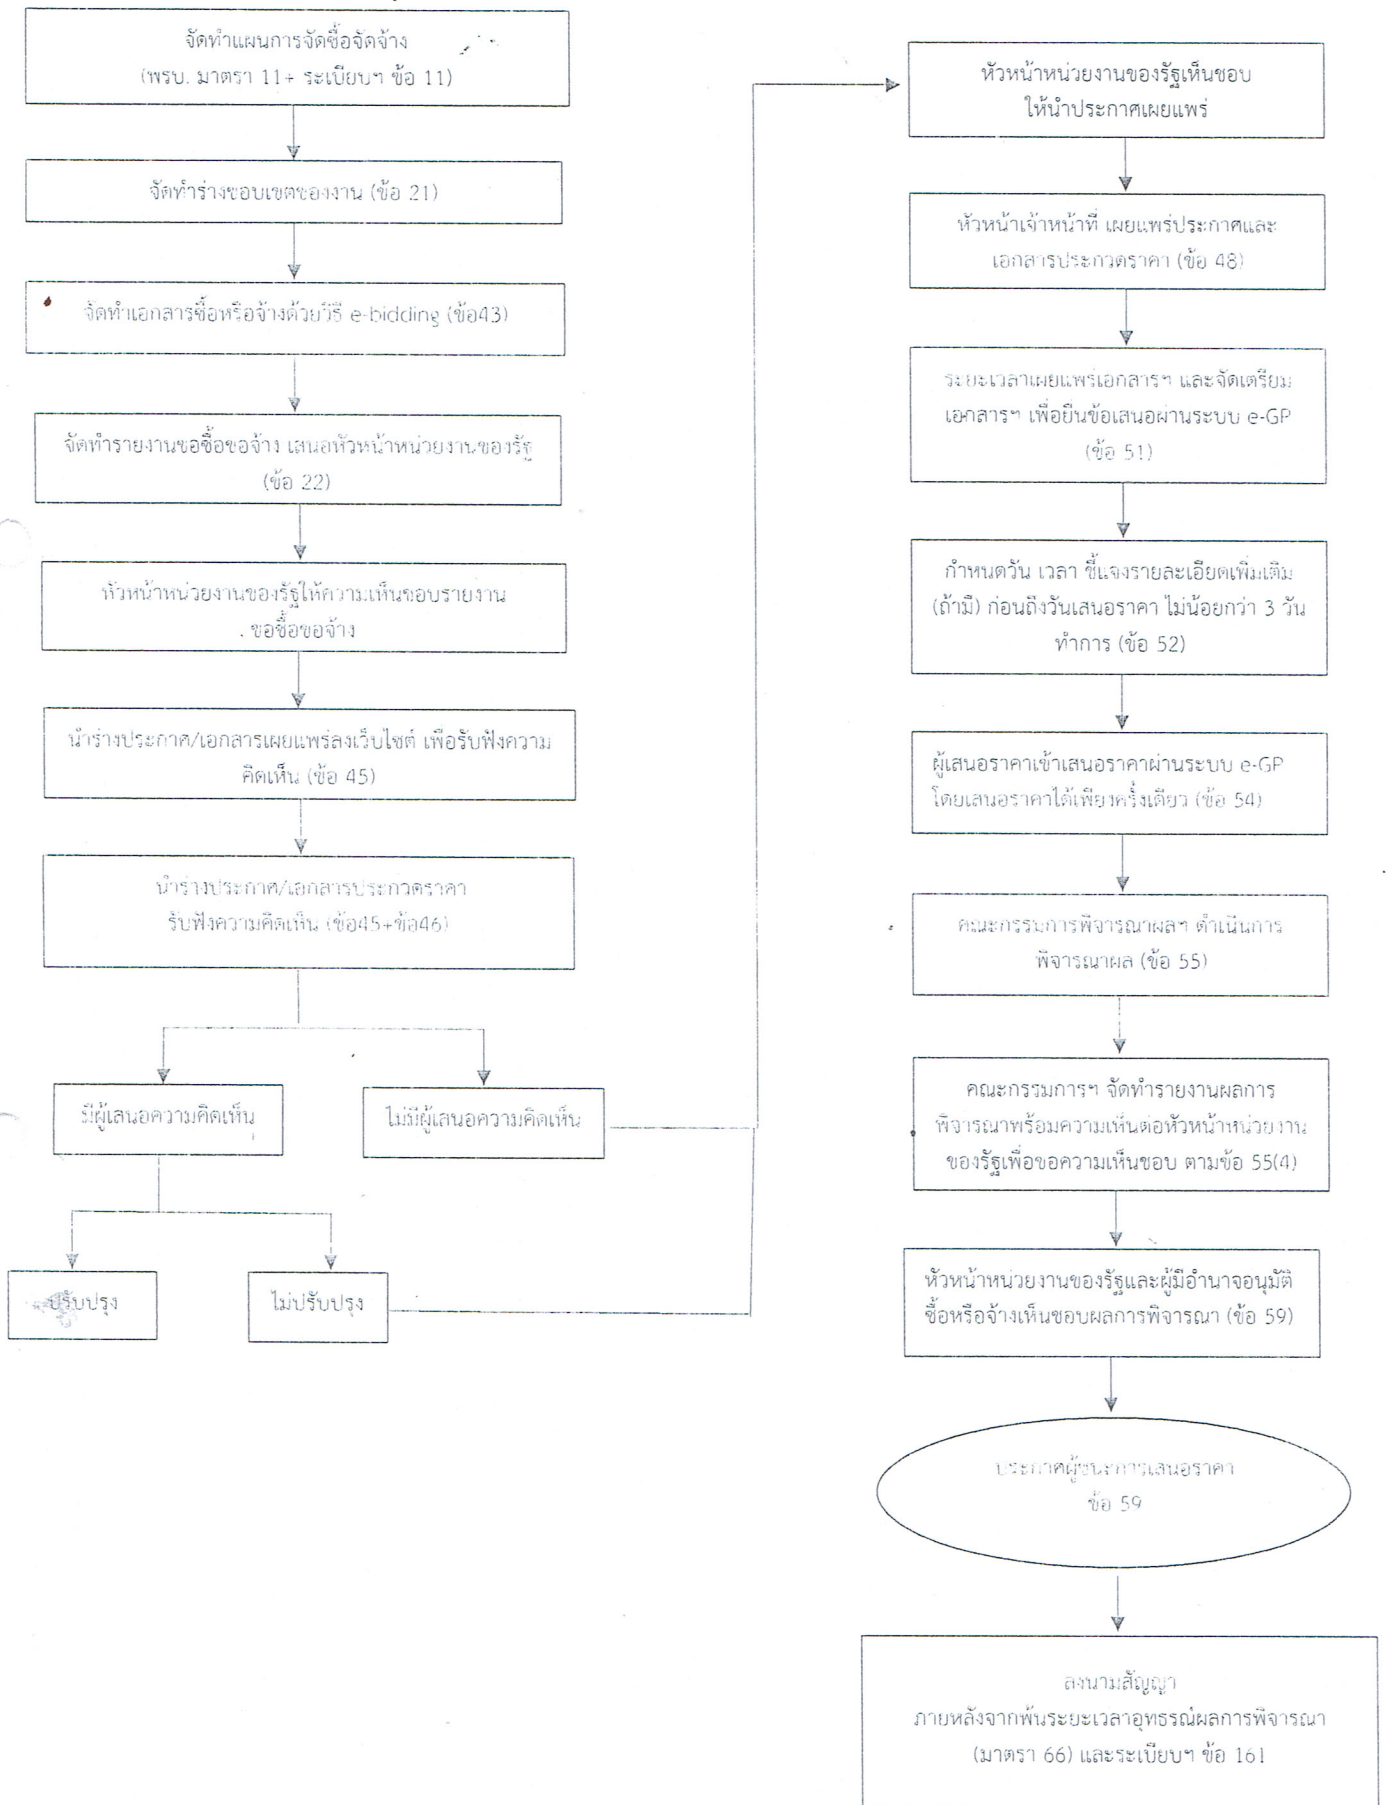 จัดทำแผนการจัดซื้อจัดจ้าง
(พรบ. มาตรา 11+ ระเบียบฯ ข้อ 11)
จัดทำร่างขอบเขตของงาน (ข้อ 21)
จัดทำเอกสารซื้อหรือจ้างด้วยวิธี e-bidding (ข้อ43)
จัดทำรายงานขอซื้อขอจ้าง เสนอหัวหน้าหน่วยงานของรัฐ
(ข้อ 22)
หัวหน้าหน่วยงานของรัฐให้ความเห็นชอบรายงาน
ขอซื้อขอจ้าง
นำร่างประกาศ/เอกสารเผยแพร่ลงเว็บไซต์ เพื่อรับฟังความ
คิดเห็น (ข้อ 45)
นำร่างประกาศ/เอกสารประกวดราคา
รับฟังความคิดเห็น (ข้อ45+ข้อ46)
มีผู้เสนอความคิดเห็น
ไม่มีผู้เสนอความคิดเห็น
ปรับปรุง
ไม่ปรับปรุง
หัวหน้าหน่วยงานของรัฐเห็นชอบ
ให้นำประกาศเผยแพร่
หัวหน้าเจ้าหน้าที่ เผยแพร่ประกาศและ
เอกสารประกวดราคา (ข้อ 48)
ระยะเวลาเผยแพร่เอกสารฯ และจัดเตรียม
เอกสารฯ เพื่อยื่นข้อเสนอผ่านระบบ e-GP
(ข้อ 51)
กำหนดวัน เวลา ชี้แจงรายละเอียดเพิ่มเติม
(ถ้ามี) ก่อนถึงวันเสนอราคา ไม่น้อยกว่า 3 วัน
ทำการ (ข้อ 52)
ผู้เสนอราคาเข้าเสนอราคาผ่านระบบ e-GP
โดยเสนอราคาได้เพียงครั้งเดียว (ข้อ 54)
คณะกรรมการพิจารณาผลฯ ดำเนินการ
พิจารณาผล (ข้อ 55)
คณะกรรมการฯ จัดทำรายงานผลการ
พิจารณาพร้อมความเห็นต่อหัวหน้าหน่วยงาน
ของรัฐเพื่อขอความเห็นชอบ ตามข้อ 55(4)
หัวหน้าหน่วยงานของรัฐและผู้มีอำนาจอนุมัติ
ซื้อหรือจ้างเห็นชอบผลการพิจารณา (ข้อ 59)
ประกาศผู้ชนะการเสนอราคา
ข้อ 59
ลงนามสัญญา
ภายหลังจากพ้นระยะเวลาอุทธรณ์ผลการพิจารณา
(มาตรา 66) และระเบียบฯ ข้อ 161